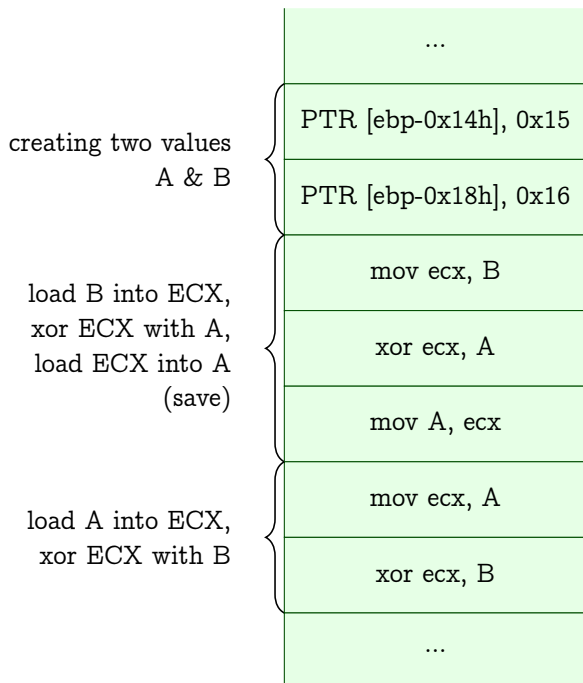 ...
creating two values
A & B
PTR [ebp-0x14h], 0x15
PTR [ebp-0x18h], 0x16
load B into ECX,
xor ECX with A,
load ECX into A
(save)
mov ecx, B
xor ecx, A
mov A, ecx
load A into ECX,
xor ECX with B
mov ecx, A
xor ecx, B
...